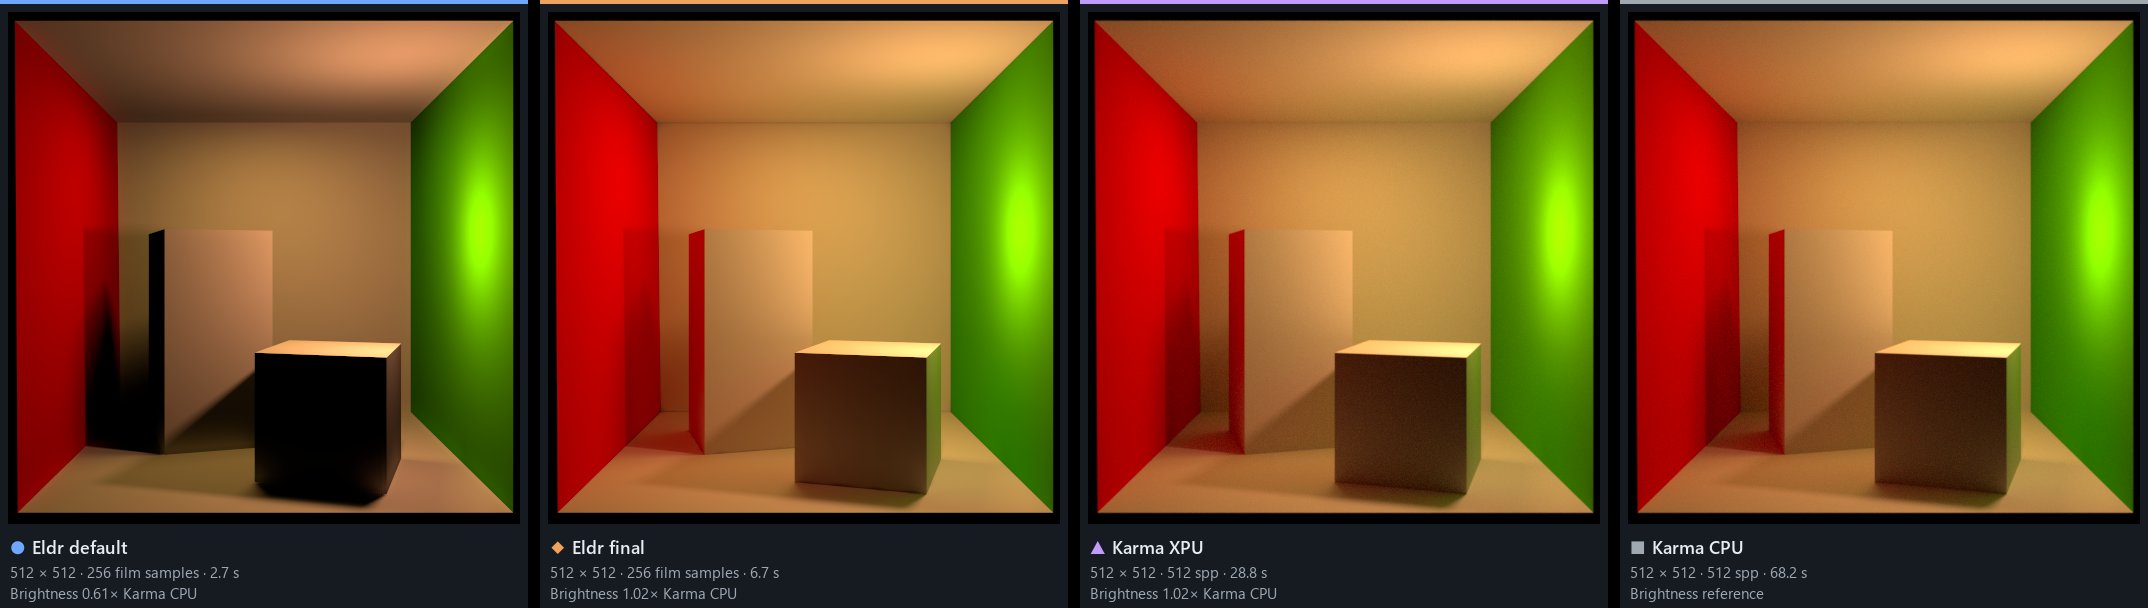 Eldr default
512 × 512 · 256 film samples · 2.7 s
Brightness 0.61× Karma CPU
Eldr final
512 × 512 · 256 film samples · 6.7 s
Brightness 1.02× Karma CPU
Karma XPU
512 × 512 · 512 spp · 28.8 s
Brightness 1.02× Karma CPU
Karma CPU
512 × 512 · 512 spp · 68.2 s
Brightness reference